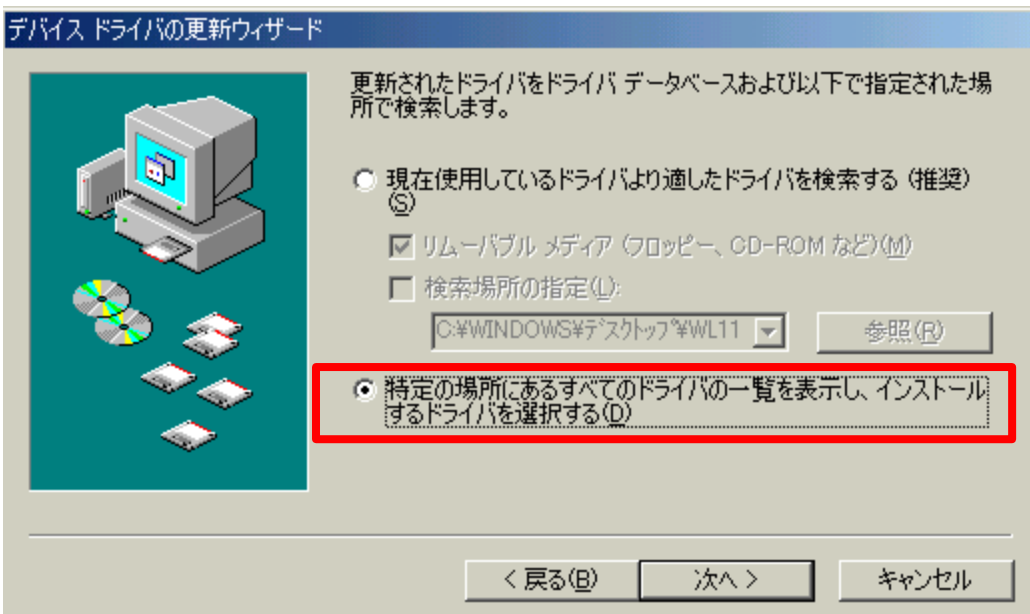 デバイス ドライバの更新ウィザード
更新されたドライバをドライバ データベースおよび以下で指定された場
所で検索します。
現在使用しているドライバより適したドライバを検索する (推奨)
(S)
リムーバブル メディア (フロッピー、CD-ROM など)(M)
検索場所の指定(L):
C:¥WINDOWS¥デスクトップ¥WL11
参照(R)
特定の場所にあるすべてのドライバの一覧を表示し、インストール
するドライバを選択する(D)
< 戻る(B)
次へ >
キャンセル